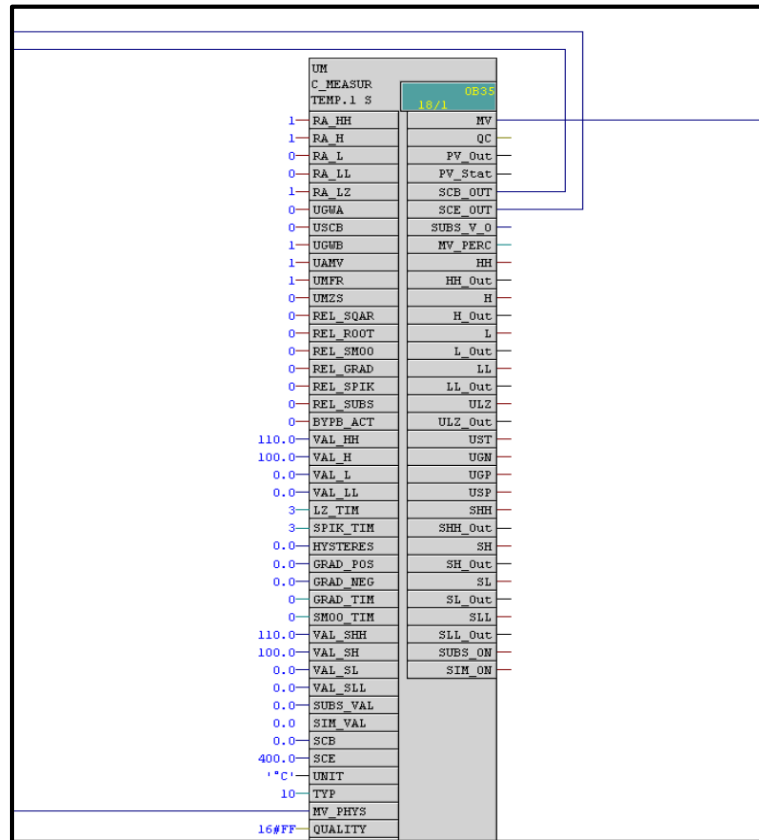 UM
C_MEASUR
TEMP.1 S
OB35
18/1
1 RA_HH MV
1 RA_H QC
0 RA_L PV_Out
0 RA_LL PV_Stat
1 RA_LZ SCB_OUT
0 UGWA SCE_OUT
0 USCB SUBS_V_O
1 UGWB MV_PERC
1 UAMV HH
1 UMFR HH_Out
0 UMZS H
0 REL_SQAR H_Out
0 REL_ROOT L
0 REL_SMOO L_Out
0 REL_GRAD LL
0 REL_SPIK LL_Out
0 REL_SUBS ULZ
0 BYPB_ACT ULZ_Out
110.0 VAL_HH UST
100.0 VAL_H UGN
0.0 VAL_L UGP
0.0 VAL_LL USP
3 LZ_TIM SHH
3 SPIK_TIM SHH_Out
0.0 HYSTERES SH
0.0 GRAD_POS SH_Out
0.0 GRAD_NEG SL
0 GRAD_TIM SL_Out
0 SMOO_TIM SLL
110.0 VAL_SHH SLL_Out
100.0 VAL_SH SUBS_ON
0.0 VAL_SL SIM_ON
0.0 VAL_SLL
0.0 SUBS_VAL
0.0 SIM_VAL
0.0 SCB
400.0 SCE
'°C' UNIT
10 TYP
MV_PHYS
16#FF QUALITY